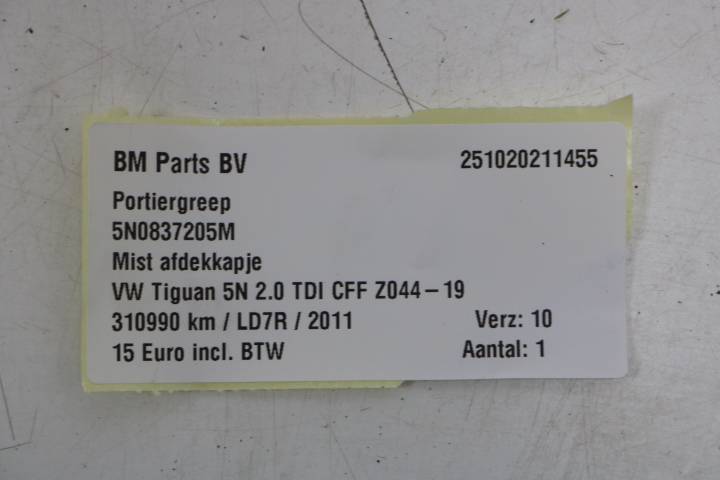 BM Parts BV 251020211455
Portiergreep
5N0837205M
Mist afdekkapje
VW Tiguan 5N 2.0 TDI CFF Z044-19
310990 km / LD7R / 2011 Verz: 10
15 Euro incl. BTW Aantal: 1